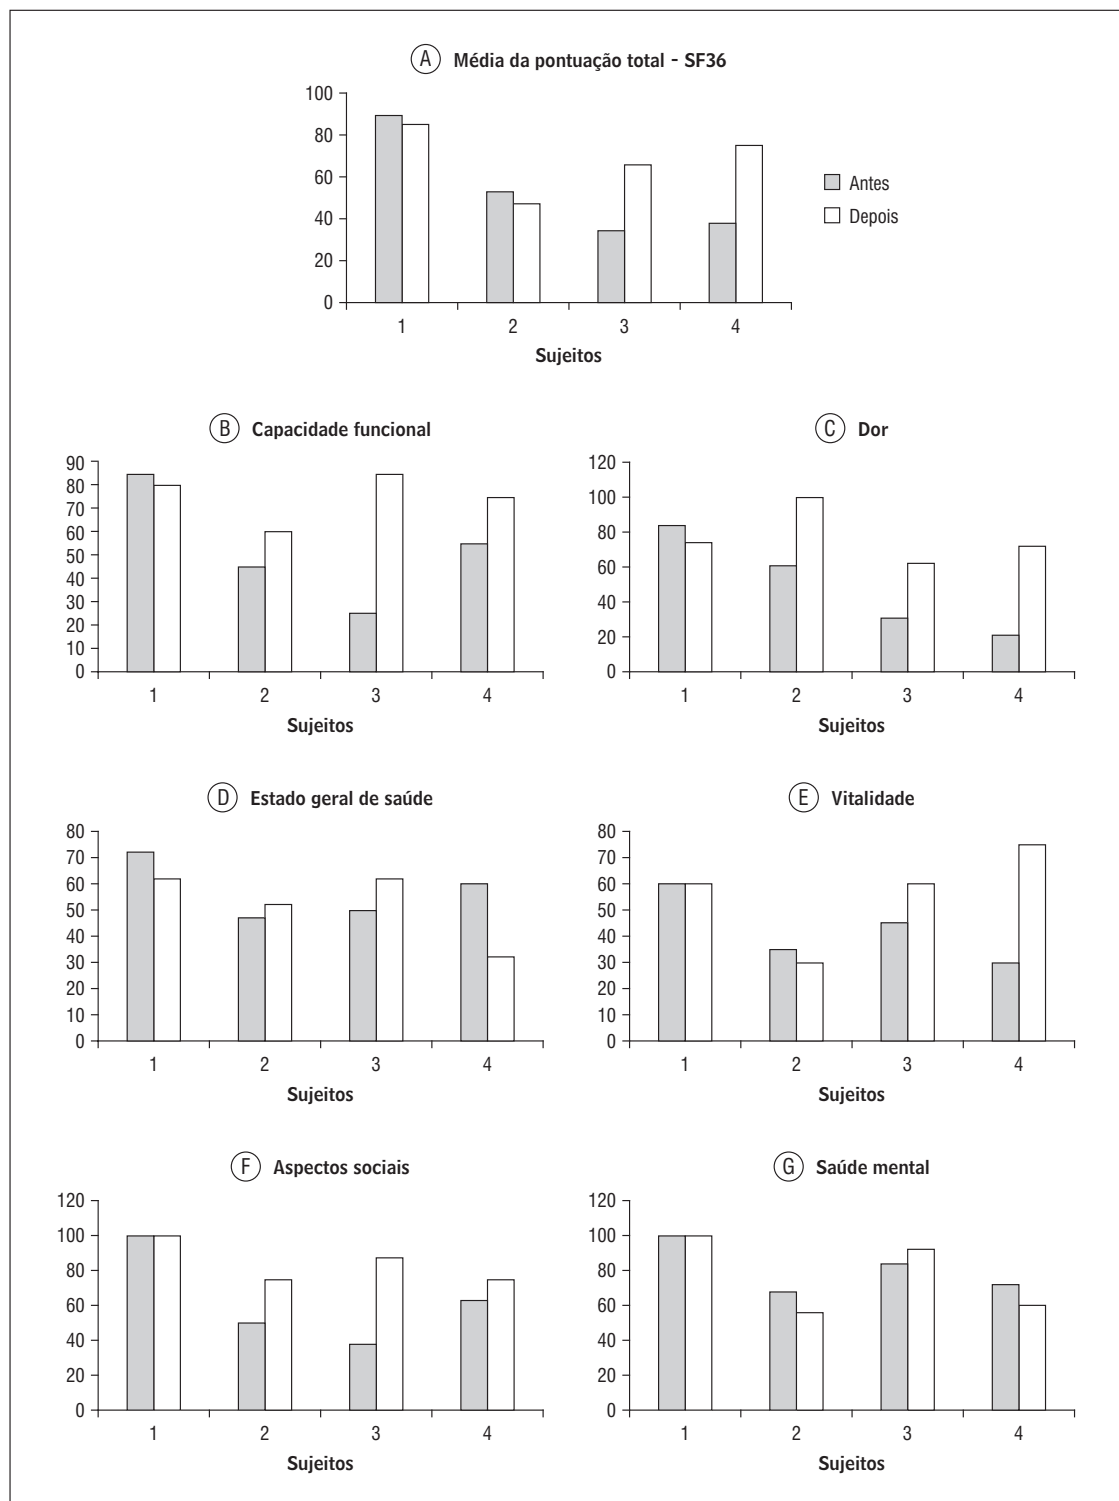 A Média da pontuação total - SF36
100
80
60
40
20
0
Antes
Depois
1 2 3 4
Sujeitos
B Capacidade funcional
90
80
70
60
50
40
30
20
10
0
1 2 3 4
Sujeitos
C Dor
120
100
80
60
40
20
0
1 2 3 4
Sujeitos
D Estado geral de saúde
80
70
60
50
40
30
20
10
0
1 2 3 4
Sujeitos
E Vitalidade
80
70
60
50
40
30
20
10
0
1 2 3 4
Sujeitos
F Aspectos sociais
120
100
80
60
40
20
0
1 2 3 4
Sujeitos
G Saúde mental
120
100
80
60
40
20
0
1 2 3 4
Sujeitos